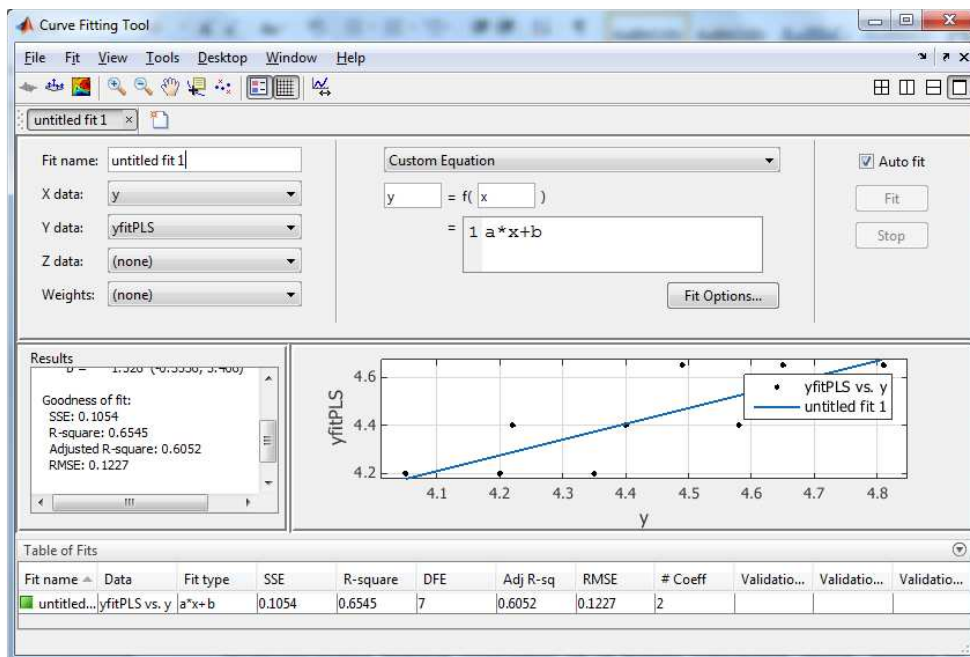 Curve Fitting Tool
File Fit View Tools Desktop Window Help
untitled fit 1
Fit name: untitled fit 1
X data: y
Y data: yfitPLS
Z data: (none)
Weights: (none)
Custom Equation
y = f( x )
= 1 a*x+b
Fit Options...
Auto fit
Fit
Stop
Results
Goodness of fit:
SSE: 0.1054
R-square: 0.6545
Adjusted R-square: 0.6052
RMSE: 0.1227
yfitPLS
4.6
4.4
4.2
4.1 4.2 4.3 4.4 4.5 4.6 4.7 4.8
y
yfitPLS vs. y
untitled fit 1
Table of Fits
Fit name Data Fit type SSE R-square DFE Adj R-sq RMSE # Coeff Validatio... Validatio... Validatio...
untitled... yfitPLS vs. y a*x+b 0.1054 0.6545 7 0.6052 0.1227 2